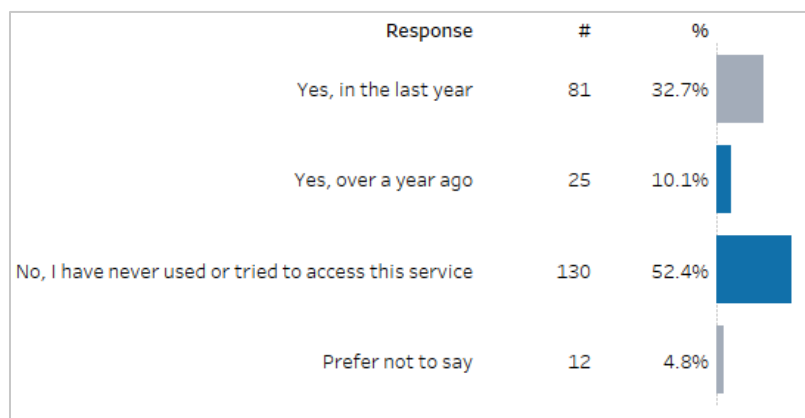 Response # %
Yes, in the last year 81 32.7%
Yes, over a year ago 25 10.1%
No, I have never used or tried to access this service 130 52.4%
Prefer not to say 12 4.8%